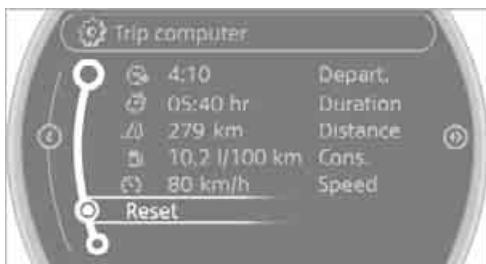 Trip computer
4:10 Depart.
05:40 hr Duration
279 km Distance
10,2 l/100 km Cons.
80 km/h Speed
Reset